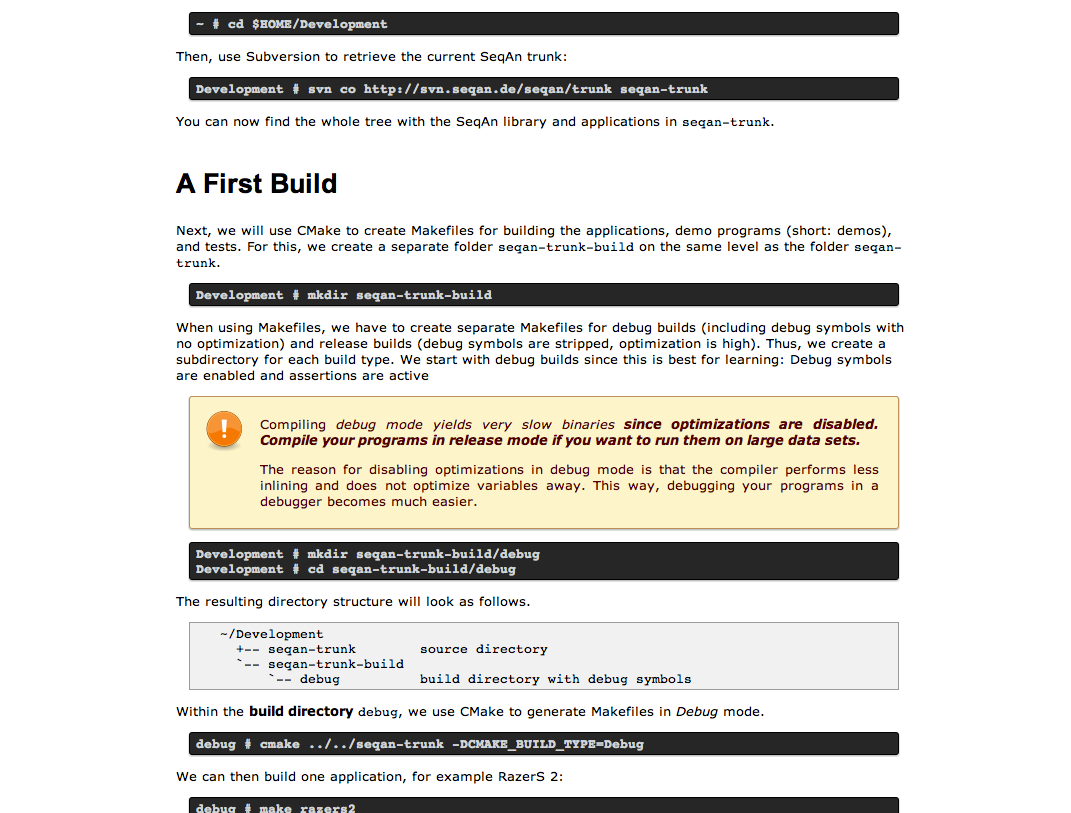 ~ # cd $HOME/Development
Then, use Subversion to retrieve the current SeqAn trunk:
Development # svn co http://svn.seqan.de/seqan/trunk seqan-trunk
You can now find the whole tree with the SeqAn library and applications in seqan-trunk.
A First Build
Next, we will use CMake to create Makefiles for building the applications, demo programs (short: demos),
and tests. For this, we create a separate folder seqan-trunk-build on the same level as the folder seqan-
trunk.
Development # mkdir seqan-trunk-build
When using Makefiles, we have to create separate Makefiles for debug builds (including debug symbols with
no optimization) and release builds (debug symbols are stripped, optimization is high). Thus, we create a
subdirectory for each build type. We start with debug builds since this is best for learning: Debug symbols
are enabled and assertions are active
!
Compiling debug mode yields very slow binaries since optimizations are disabled.
Compile your programs in release mode if you want to run them on large data sets.
The reason for disabling optimizations in debug mode is that the compiler performs less
inlining and does not optimize variables away. This way, debugging your programs in a
debugger becomes much easier.
Development # mkdir seqan-trunk-build/debug
Development # cd seqan-trunk-build/debug
The resulting directory structure will look as follows.
~/Development
+-- seqan-trunk        source directory
`-- seqan-trunk-build
`-- debug          build directory with debug symbols
Within the build directory debug, we use CMake to generate Makefiles in Debug mode.
debug # cmake ../../seqan-trunk -DCMAKE_BUILD_TYPE=Debug
We can then build one application, for example RazerS 2:
debug # make razers2